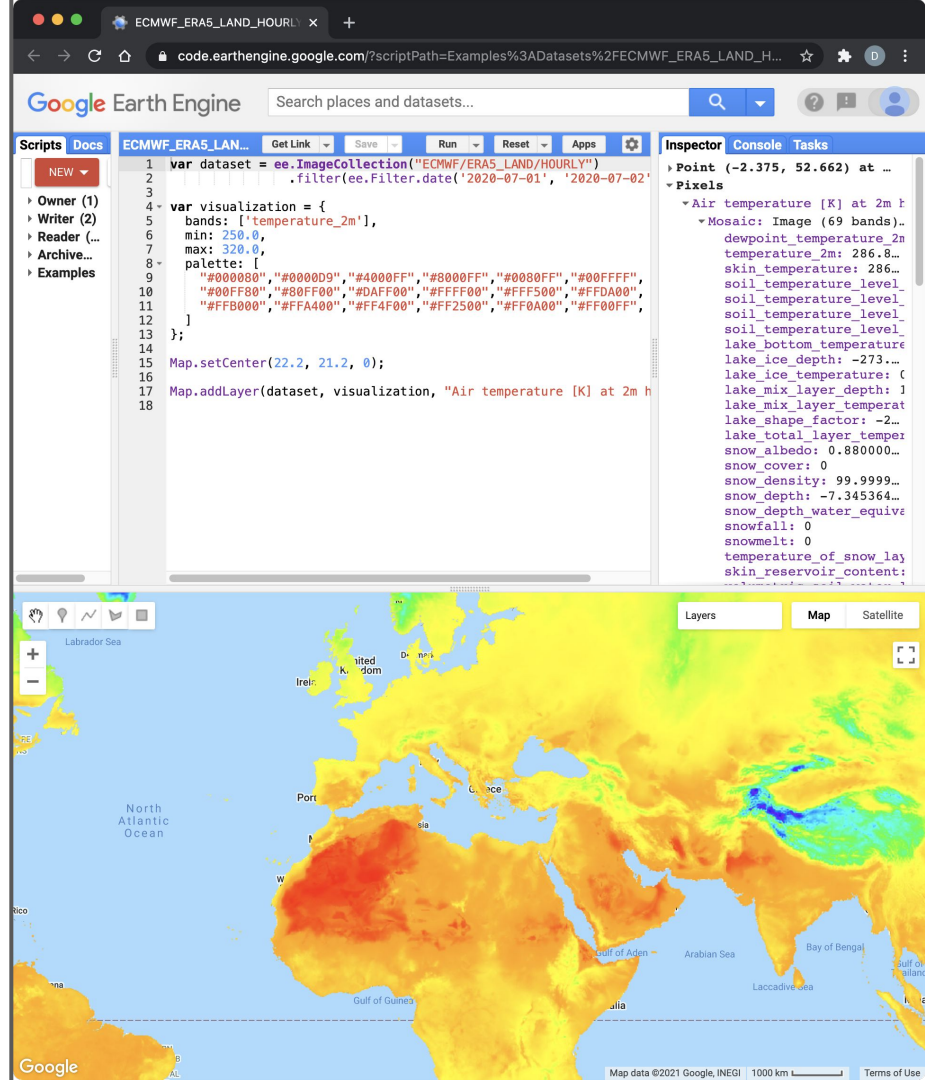 ECMWF_ERA5_LAND_HOURLY
code.earthengine.google.com/?scriptPath=Examples%3ADatasets%2FECMWF_ERA5_LAND_H...
D
Google Earth Engine
Search places and datasets...
Scripts Docs
NEW
Owner (1)
Writer (2)
Reader (...
Archive...
Examples
ECMWF_ERA5_LAN...
Get Link Save Run Reset Apps
1 var dataset = ee.ImageCollection("ECMWF/ERA5_LAND/HOURLY")
2 .filter(ee.Filter.date('2020-07-01', '2020-07-02'
3
4 var visualization = {
5 bands: ['temperature_2m'],
6 min: 250.0,
7 max: 320.0,
8 palette: [
9 "#000080","#0000D9","#4000FF","#8000FF","#0080FF","#00FFFF",
10 "#00FF80","#80FF00","#DAFF00","#FFFF00","#FFF500","#FFDA00",
11 "#FFB000","#FFA400","#FF4F00","#FF2500","#FF0A00","#FF00FF",
12 ]
13 };
14
15 Map.setCenter(22.2, 21.2, 0);
16
17 Map.addLayer(dataset, visualization, "Air temperature [K] at 2m h
18
Inspector Console Tasks
Point (-2.375, 52.662) at ...
Pixels
Air temperature [K] at 2m h
Mosaic: Image (69 bands)...
dewpoint_temperature_2m
temperature_2m: 286.8...
skin_temperature: 286...
soil_temperature_level_
soil_temperature_level_
soil_temperature_level_
soil_temperature_level_
lake_bottom_temperature
lake_ice_depth: -273....
lake_ice_temperature: 0
lake_mix_layer_depth: 1
lake_mix_layer_temperat
lake_shape_factor: -2...
lake_total_layer_temper
snow_albedo: 0.880000...
snow_cover: 0
snow_density: 99.9999...
snow_depth: -7.345364...
snow_depth_water_equiva
snowfall: 0
snowmelt: 0
temperature_of_snow_lay
skin_reservoir_content:
Layers
Map Satellite
Labrador Sea
North
Atlantic
Ocean
Gulf of Guinea
Gulf of Aden
Arabian Sea
Bay of Bengal
Laccadive Sea
Google
Map data ©2021 Google, INEGI 1000 km Terms of Use